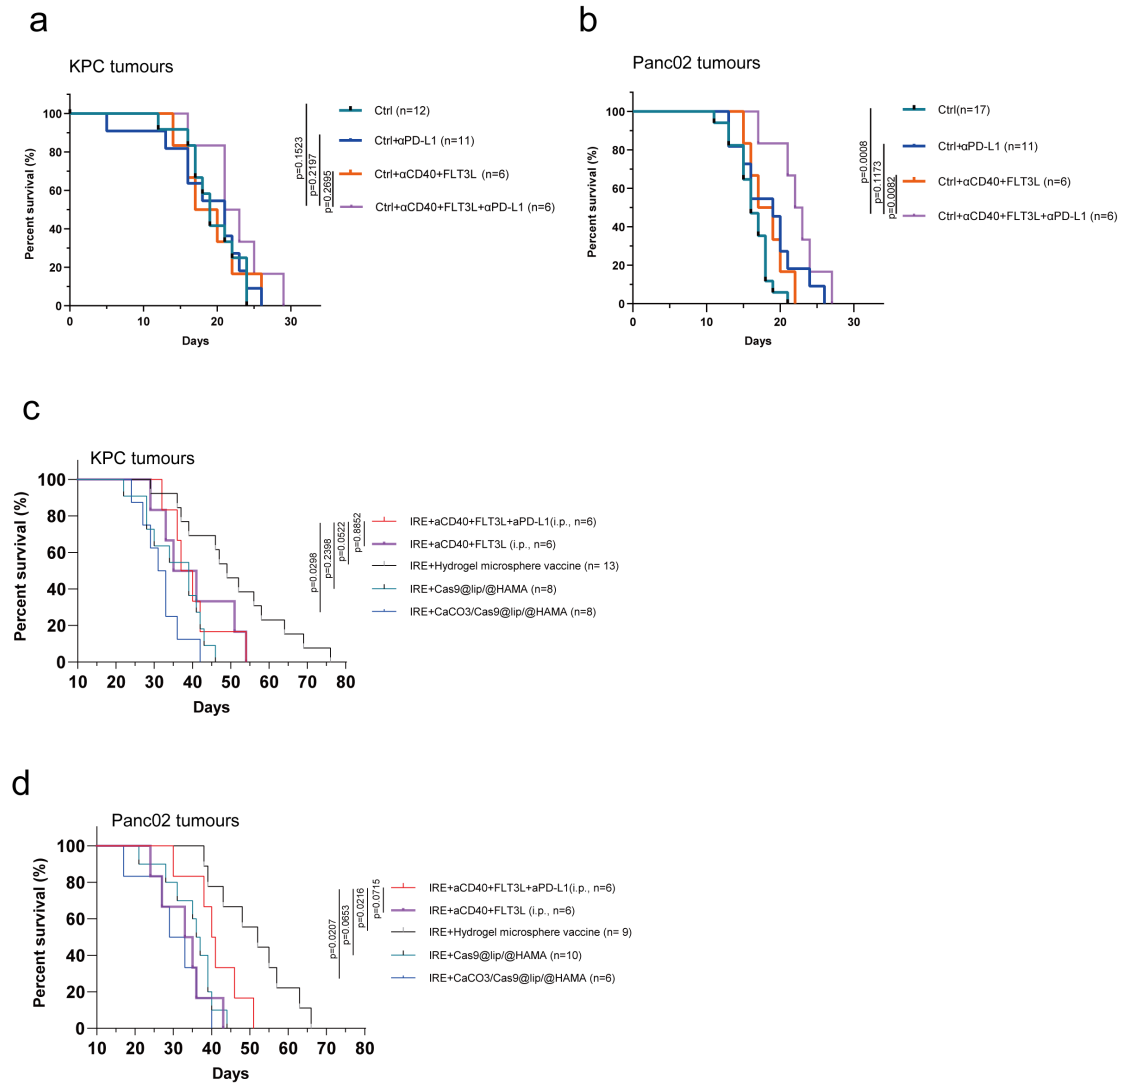 a
KPC tumours
Percent survival (%)
100
80
60
40
20
0
0 10 20 30
Days
p=0.1523
p=0.2197
p=0.2695
Ctrl (n=12)
Ctrl+αPD-L1 (n=11)
Ctrl+αCD40+FLT3L (n=6)
Ctrl+αCD40+FLT3L+αPD-L1 (n=6)
b
Panc02 tumours
Percent survival (%)
100
80
60
40
20
0
0 10 20 30
Days
p=0.0008
p=0.1173
p=0.0082
Ctrl(n=17)
Ctrl+αPD-L1 (n=11)
Ctrl+αCD40+FLT3L (n=6)
Ctrl+αCD40+FLT3L+αPD-L1 (n=6)
c
KPC tumours
Percent survival (%)
100
80
60
40
20
0
10 20 30 40 50 60 70 80
Days
p=0.0298
p=0.2398
p=0.0522
p=0.8852
IRE+aCD40+FLT3L+aPD-L1(i.p., n=6)
IRE+aCD40+FLT3L (i.p., n=6)
IRE+Hydrogel microsphere vaccine (n= 13)
IRE+Cas9@lip/@HAMA (n=8)
IRE+CaCO3/Cas9@lip/@HAMA (n=8)
d
Panc02 tumours
Percent survival (%)
100
80
60
40
20
0
10 20 30 40 50 60 70 80
Days
p=0.0207
p=0.0653
p=0.0216
p=0.0715
IRE+aCD40+FLT3L+aPD-L1(i.p., n=6)
IRE+aCD40+FLT3L (i.p., n=6)
IRE+Hydrogel microsphere vaccine (n= 9)
IRE+Cas9@lip/@HAMA (n=10)
IRE+CaCO3/Cas9@lip/@HAMA (n=6)